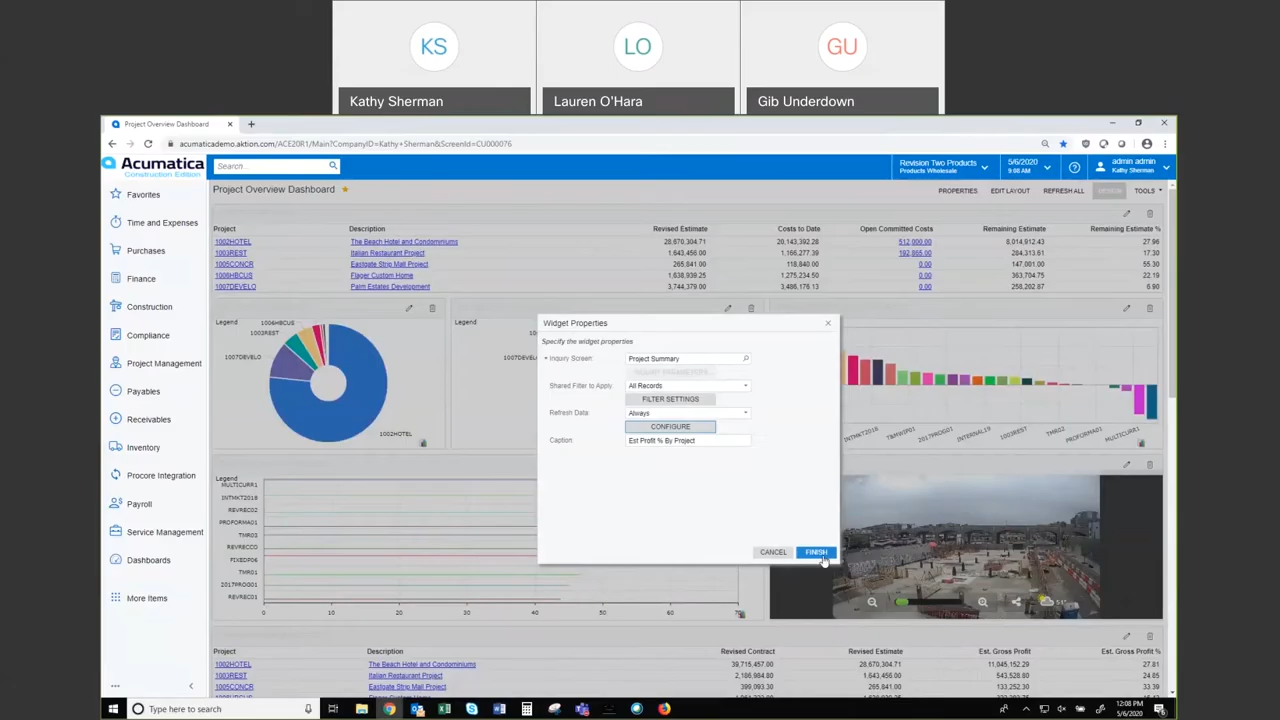 KS
LO
GU
Kathy Sherman
Lauren O'Hara
Gib Underdown
Project Overview Dashboard
acumaticademo.aktion.com/ACE20R1/Main?CompanyID=Kathy+Sherman&ScreenId=CU000076
Acumatica
Construction Edition
Search...
Revision Two Products
Products Wholesale
5/6/2020
9:08 AM
admin admin
Kathy Sherman
Favorites
Time and Expenses
Purchases
Finance
Construction
Compliance
Project Management
Payables
Receivables
Inventory
Procore Integration
Payroll
Service Management
Dashboards
More Items
Project Overview Dashboard
PROPERTIES EDIT LAYOUT REFRESH ALL DESIGN TOOLS
Project Description Revised Estimate Costs to Date Open Committed Costs Remaining Estimate Remaining Estimate %
1002HOTEL The Beach Hotel and Condominiums 28,670,304.71 20,143,392.28 512,000.00 8,014,912.43 27.96
1003REST Italian Restaurant Project 1,643,456.00 1,166,277.39 192,865.00 284,313.61 17.30
1005CONCR Eastgate Strip Mall Project 265,841.00 118,840.00 0.00 147,001.00 55.30
1006HBCUS Flager Custom Home 1,638,939.25 1,275,234.50 0.00 363,704.75 22.19
1007DEVELO Palm Estates Development 3,744,379.00 3,486,176.13 0.00 258,202.87 6.90
Legend
1006HBCUS
1003REST
1007DEVELO
1002HOTEL
Legend
1007DEVE
Widget Properties
Specify the widget properties
Inquiry Screen: Project Summary
Shared Filter to Apply: All Records
FILTER SETTINGS
Refresh Data: Always
CONFIGURE
Caption: Est Profit % By Project
CANCEL FINISH
INTMKT2018
T&MWIP01
2017PROG01
INTERNAL19
1003REST
TMR02
PROFORMA01
MULTICURR1
Legend
MULTICURR1
INTMKT2018
REVREC02
PROFORMA01
TMR03
REVRECCO
FIXEDP06
TMR01
2017PROG01
REVREC01
0 10 20 30 40 50 60 70
51°
Project Description Revised Contract Revised Estimate Est. Gross Profit Est. Gross Profit %
1002HOTEL The Beach Hotel and Condominiums 39,715,457.00 28,670,304.71 11,045,152.29 27.81
1003REST Italian Restaurant Project 2,186,984.80 1,643,456.00 543,528.80 24.85
1005CONCR Eastgate Strip Mall Project 399,093.30 265,841.00 133,252.30 33.39
Type here to search
12:08 PM
5/6/2020